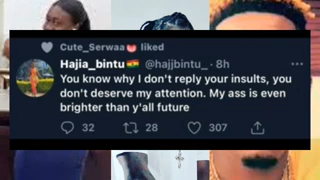 Cute_Serwaa🍑 liked
Hajia_bintu🇬🇭 @hajjbintu_ · 8h
You know why I don't reply your insults, you
don't deserve my attention. My ass is even
brighter than y'all future
32 28 307